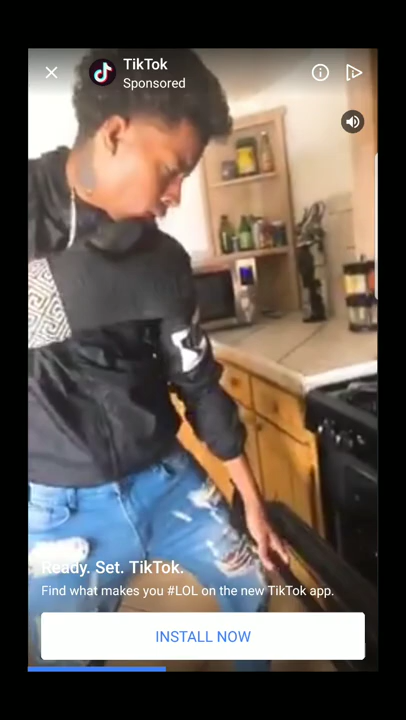 TikTok
Sponsored
Ready. Set. TikTok.
Find what makes you #LOL on the new TikTok app.
INSTALL NOW